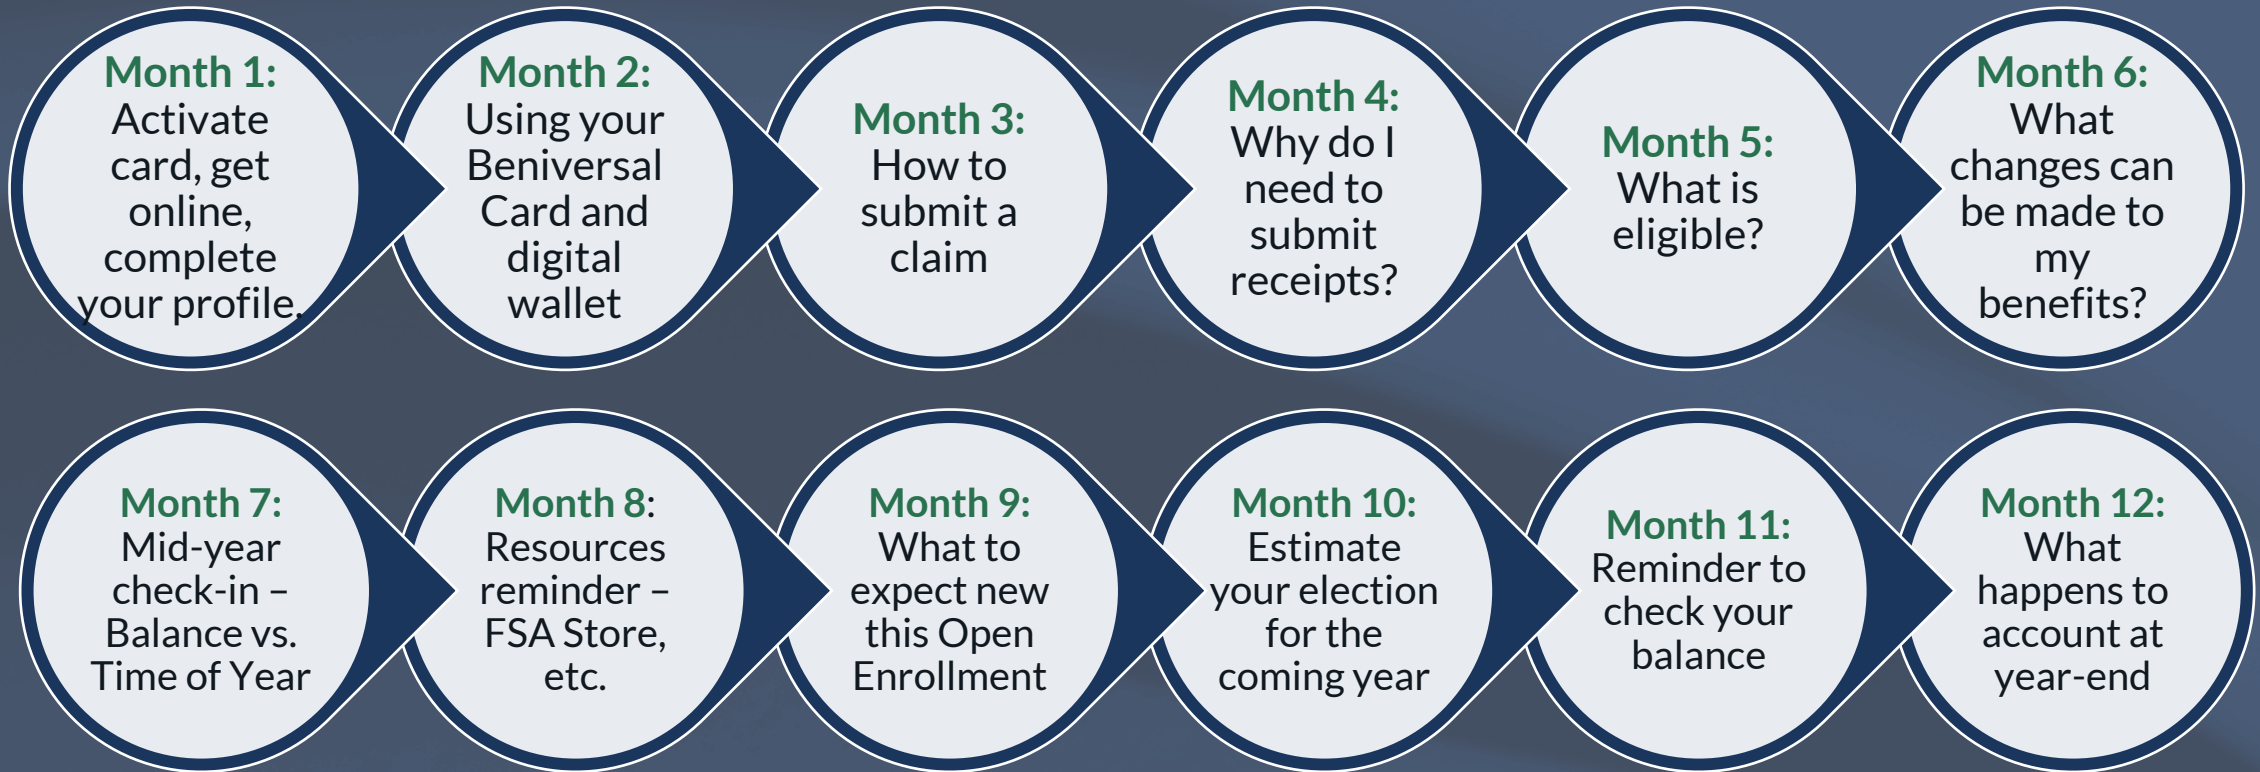 Month 1:
Activate
card, get
online,
complete
your profile.
Month 2:
Using your
Beniversal
Card and
digital
wallet
Month 3:
How to
submit a
claim
Month 4:
Why do I
need to
submit
receipts?
Month 5:
What is
eligible?
Month 6:
What
changes can
be made to
my
benefits?
Month 7:
Mid-year
check-in –
Balance vs.
Time of Year
Month 8:
Resources
reminder –
FSA Store,
etc.
Month 9:
What to
expect new
this Open
Enrollment
Month 10:
Estimate
your election
for the
coming year
Month 11:
Reminder to
check your
balance
Month 12:
What
happens to
account at
year-end